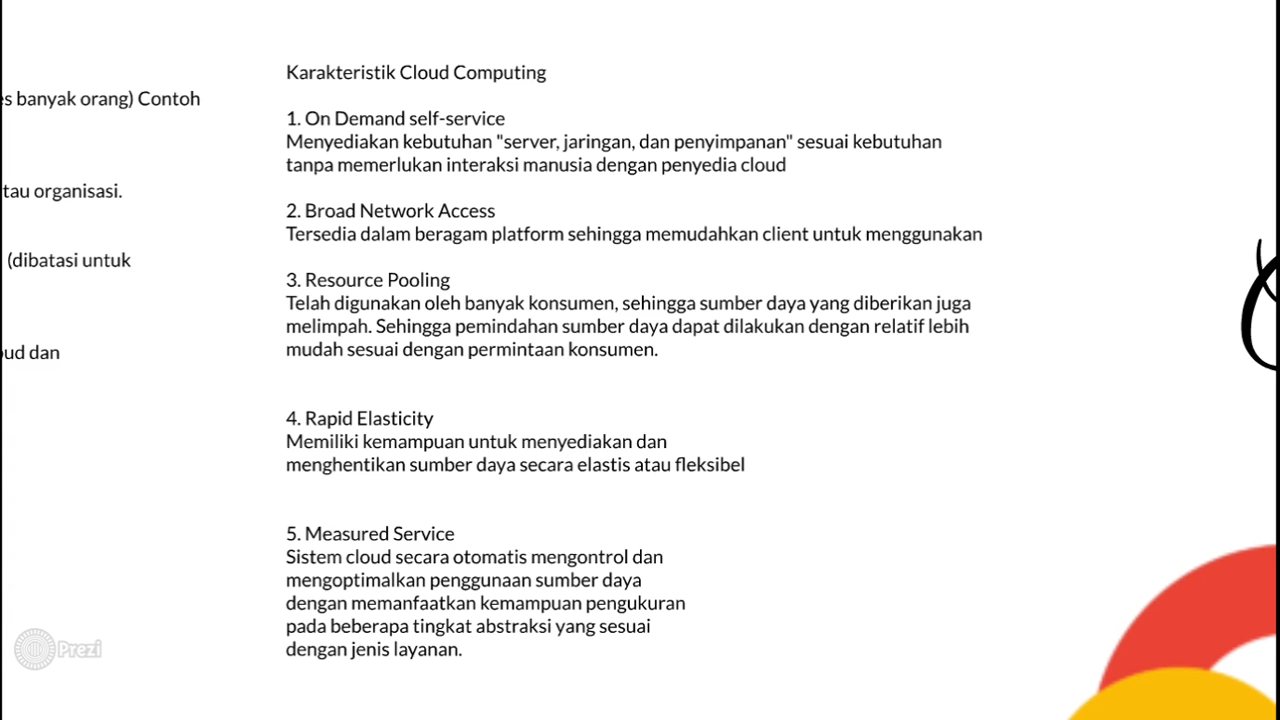 es banyak orang) Contoh
tau organisasi.
(dibatasi untuk
oud dan
Karakteristik Cloud Computing
1. On Demand self-service
Menyediakan kebutuhan "server, jaringan, dan penyimpanan" sesuai kebutuhan
tanpa memerlukan interaksi manusia dengan penyedia cloud
2. Broad Network Access
Tersedia dalam beragam platform sehingga memudahkan client untuk menggunakan
3. Resource Pooling
Telah digunakan oleh banyak konsumen, sehingga sumber daya yang diberikan juga
melimpah. Sehingga pemindahan sumber daya dapat dilakukan dengan relatif lebih
mudah sesuai dengan permintaan konsumen.
4. Rapid Elasticity
Memiliki kemampuan untuk menyediakan dan
menghentikan sumber daya secara elastis atau fleksibel
5. Measured Service
Sistem cloud secara otomatis mengontrol dan
mengoptimalkan penggunaan sumber daya
dengan memanfaatkan kemampuan pengukuran
pada beberapa tingkat abstraksi yang sesuai
dengan jenis layanan.
Prezi